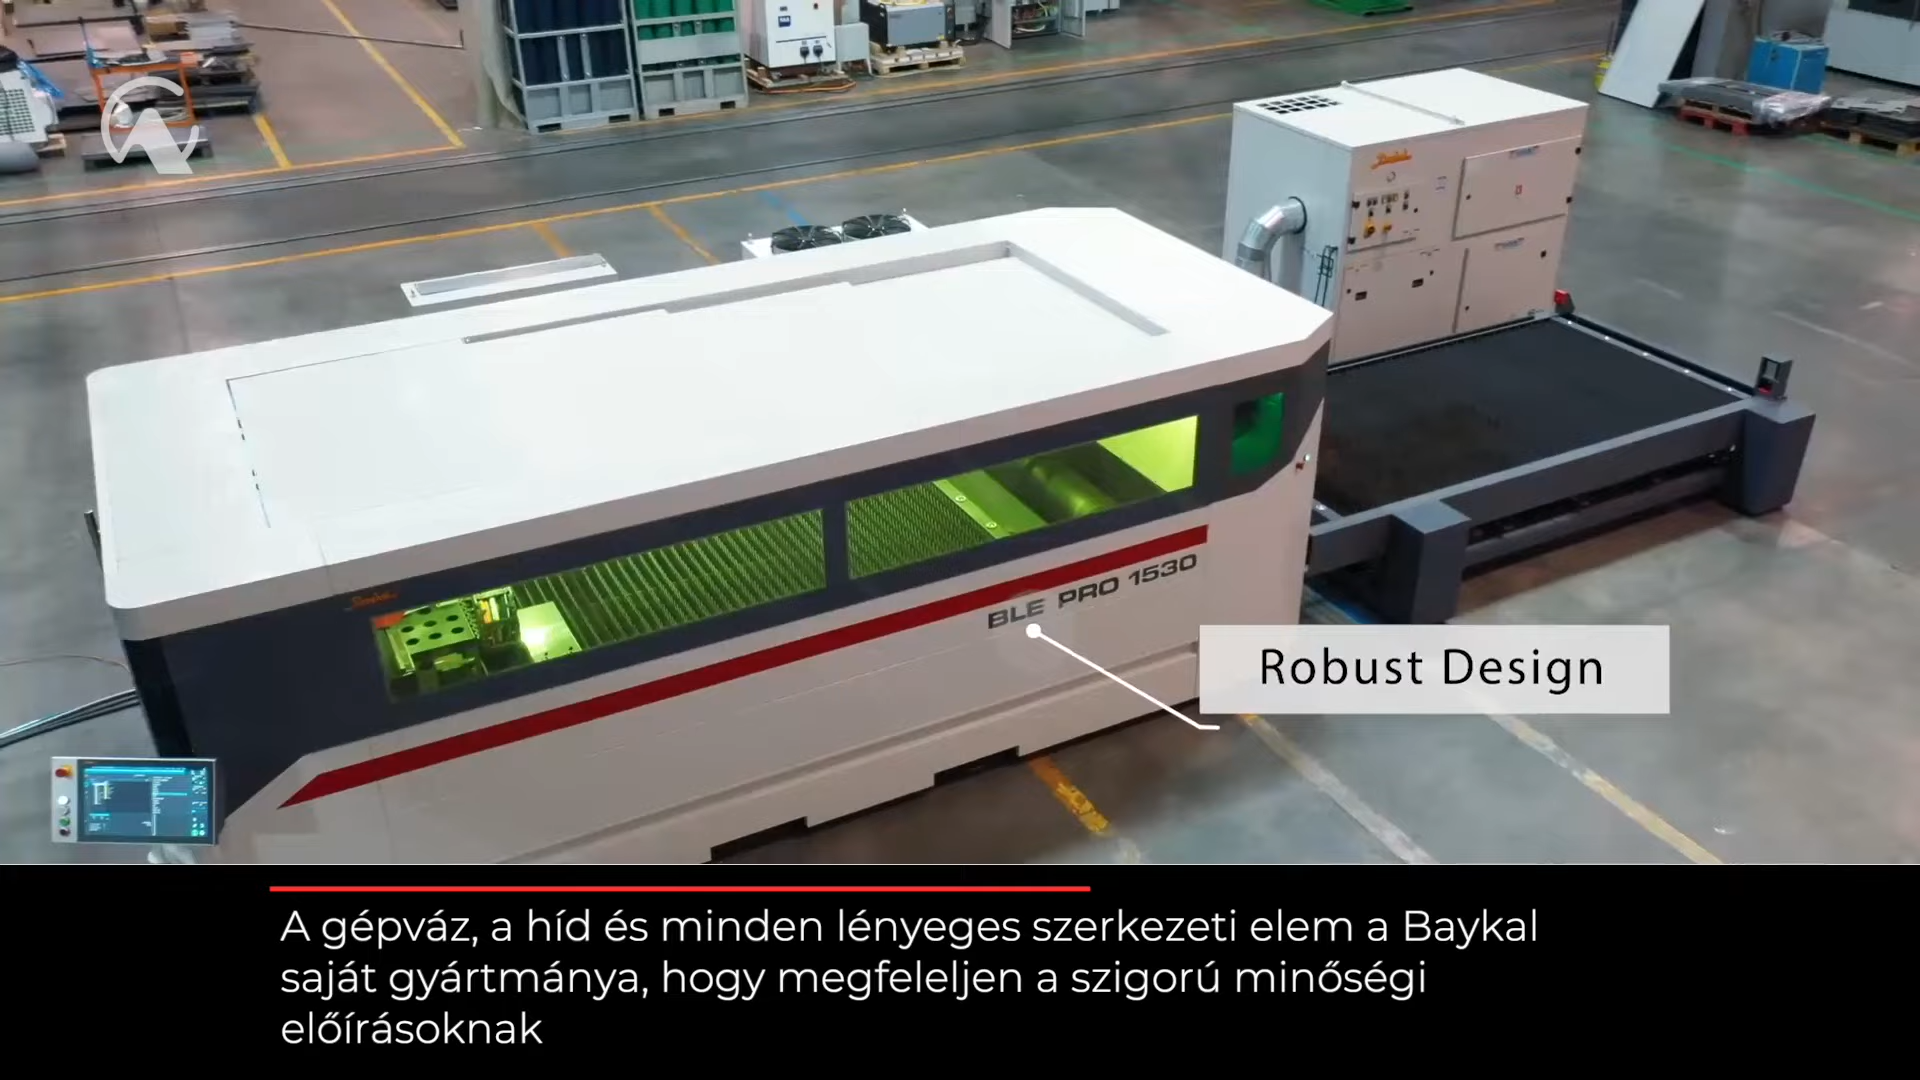 BLE PRO 1530
Robust Design
A gépváz, a híd és minden lényeges szerkezeti elem a Baykal
saját gyártmánya, hogy megfeleljen a szigorú minőségi
előírásoknak